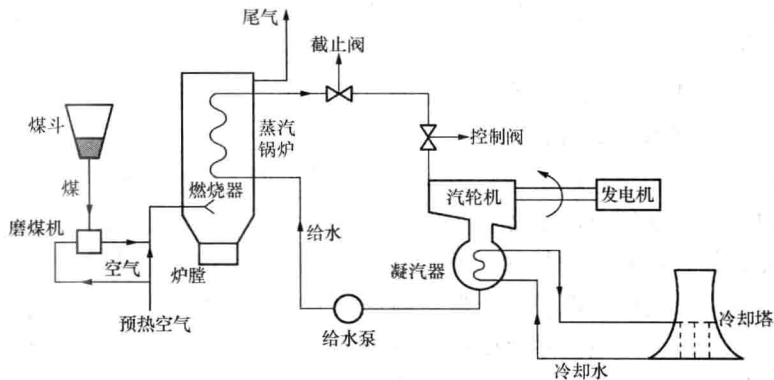 尾气
截止阀
煤斗
蒸汽
锅炉
控制阀
煤
燃烧器
汽轮机
发电机
磨煤机
给水
空气
炉膛
凝汽器
预热空气
给水泵
冷却塔
冷却水